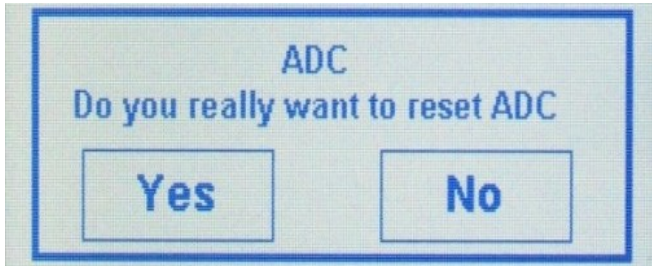 ADC
Do you really want to reset ADC
Yes No